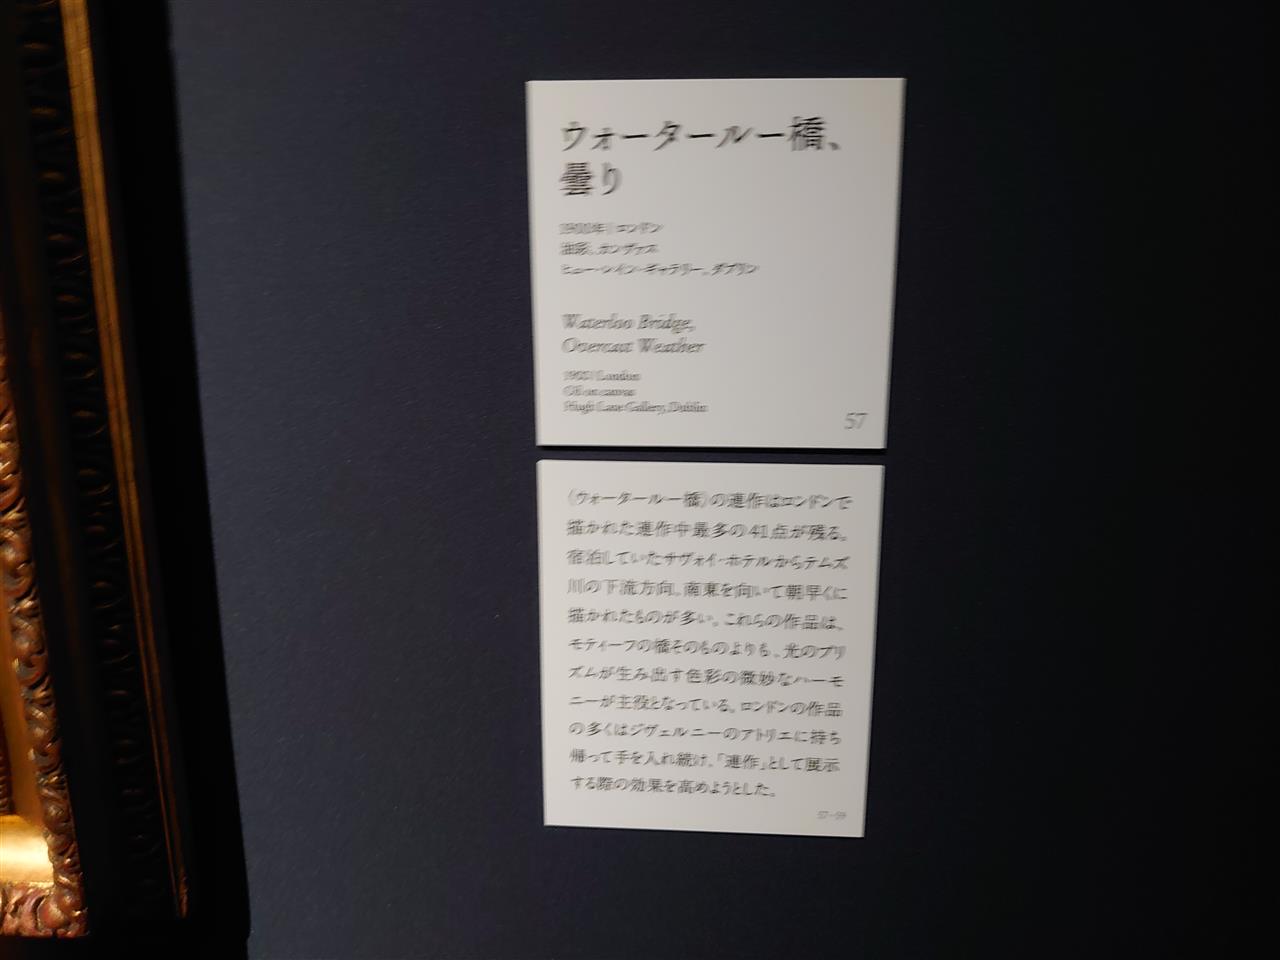 ウォータールー橋、
曇り
1900年 | ロンドン
油彩、カンヴァス
ヒュー・レイン・ギャラリー、ダブリン
Waterloo Bridge,
Overcast Weather
1900 | London
Oil on canvas
Hugh Lane Gallery, Dublin
57
〈ウォータールー橋〉の連作はロンドンで
描かれた連作中最多の41点が残る。
宿泊していたサヴォイ・ホテルからテムズ
川の下流方向、南東を向いて朝早くに
描かれたものが多い。これらの作品は、
モティーフの橋そのものよりも、光のプリ
ズムが生み出す色彩の微妙なハーモ
ニーが主役となっている。ロンドンの作品
の多くはジヴェルニーのアトリエに持ち
帰って手を入れ続け、「連作」として展示
する際の効果を高めようとした。
57–59